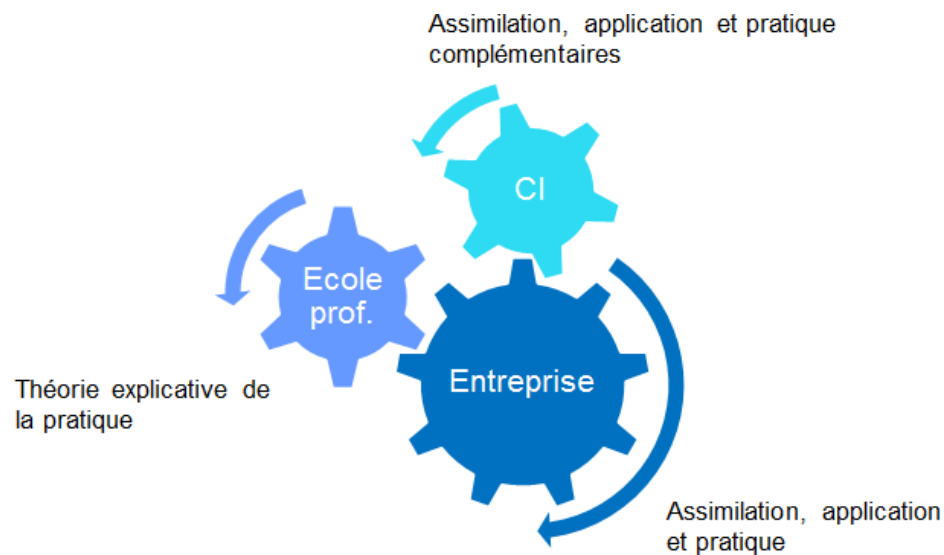 Assimilation, application et pratique
complémentaires
CI
Ecole
prof.
Entreprise
Théorie explicative de
la pratique
Assimilation, application
et pratique